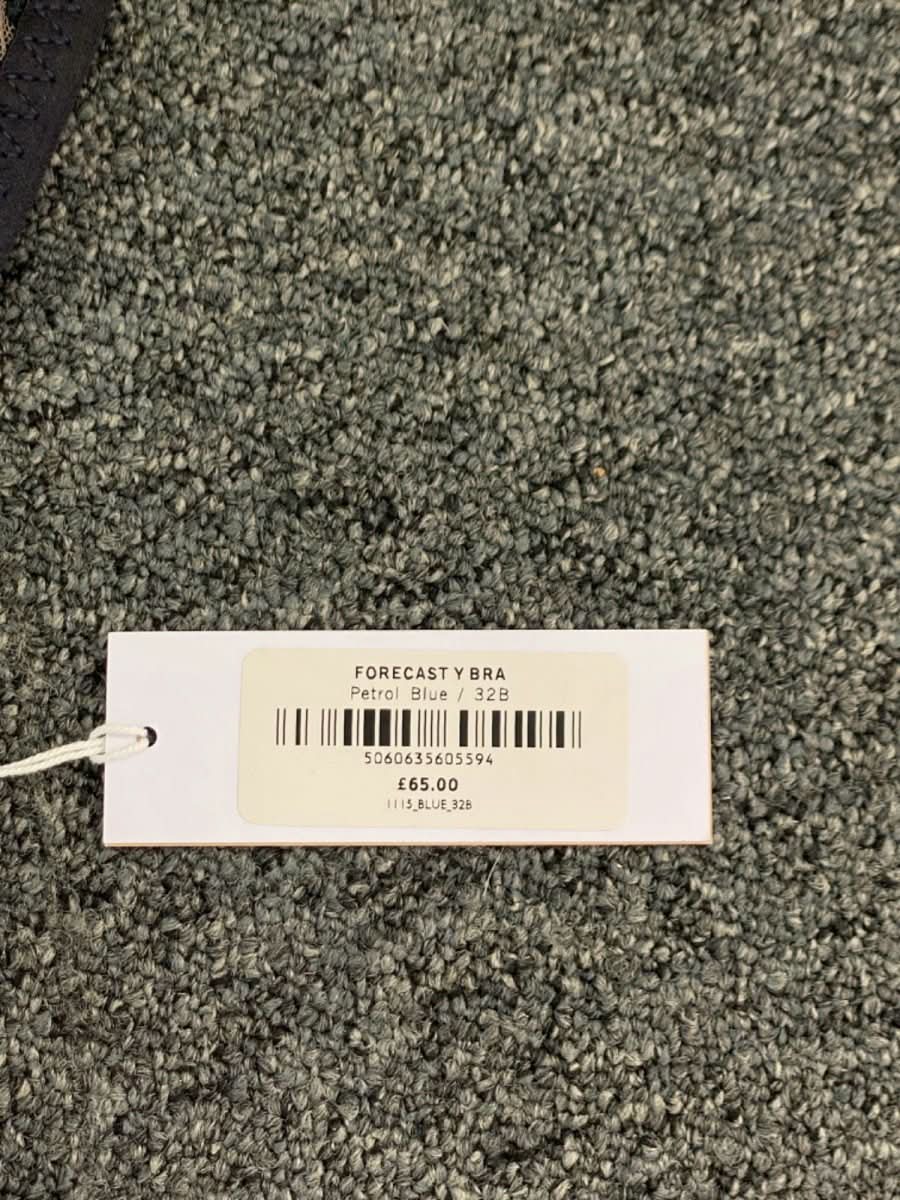 FORECAST Y BRA
Petrol Blue / 32B
5060635605594
£65.00
1115_BLUE_32B